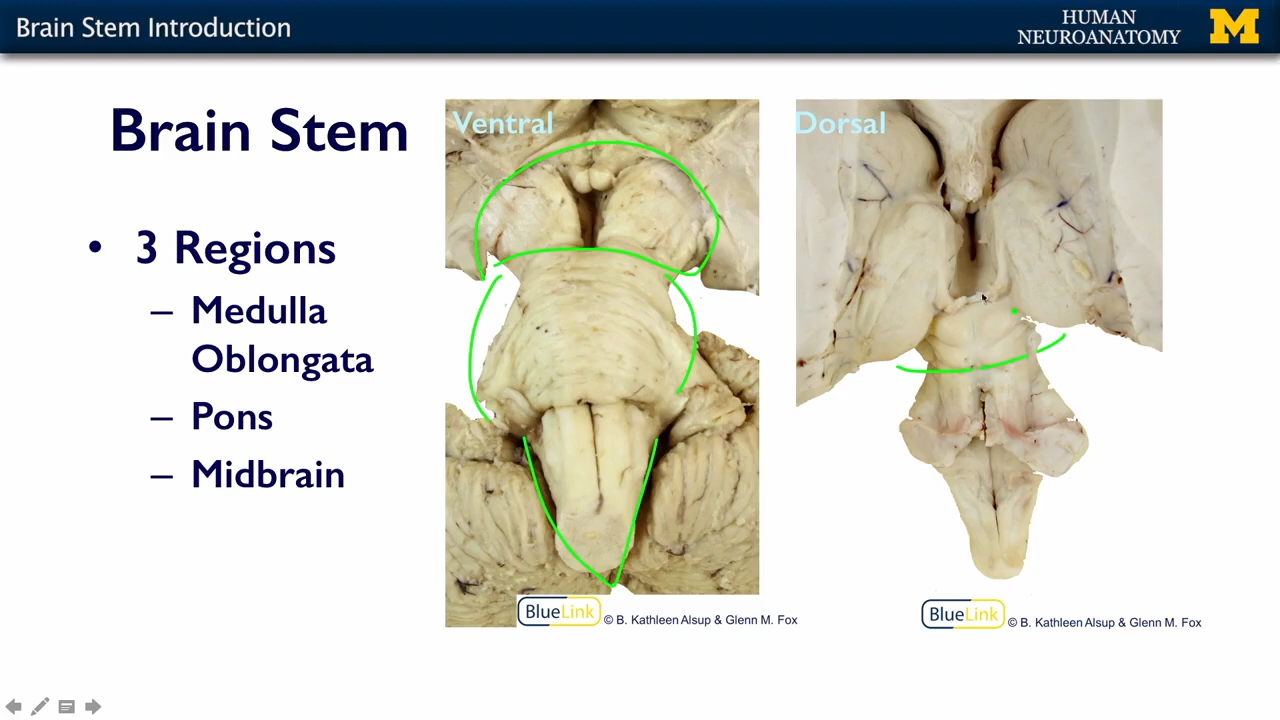 Brain Stem Introduction
HUMAN
NEUROANATOMY
M
Brain Stem
• 3 Regions
– Medulla
Oblongata
– Pons
– Midbrain
Ventral
Dorsal
BlueLink © B. Kathleen Alsup & Glenn M. Fox
BlueLink © B. Kathleen Alsup & Glenn M. Fox